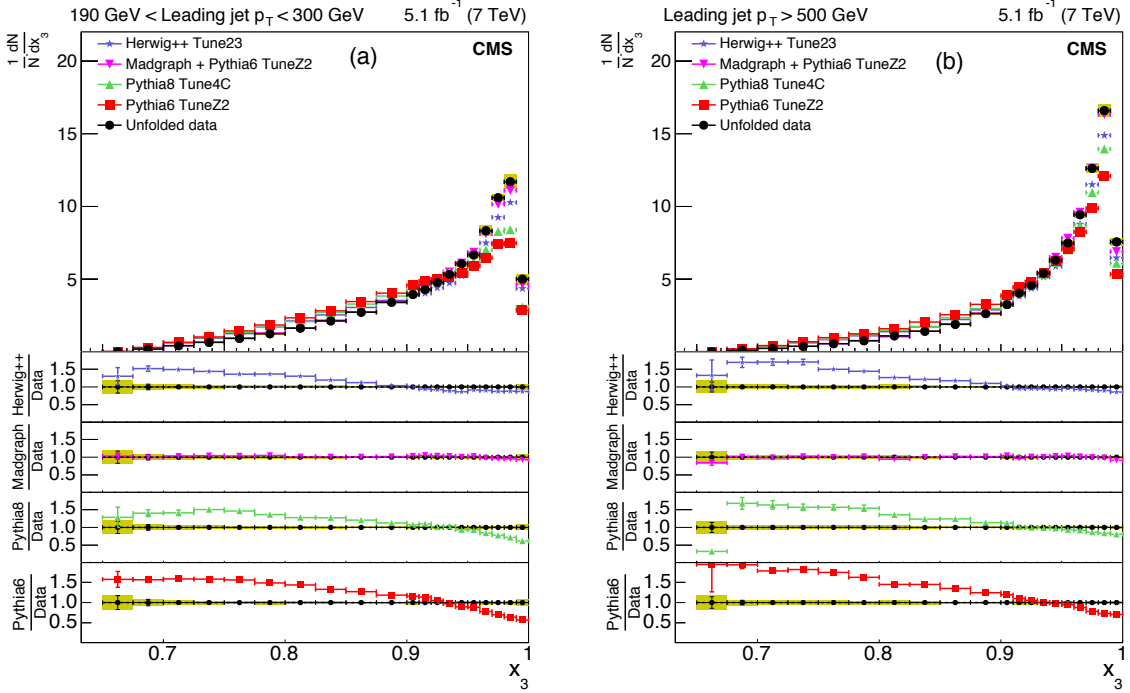 190 GeV < Leading jet p_T < 300 GeV 5.1 fb^-1 (7 TeV)
1/N dN/dx_3
20
15
10
5
Herwig++ Tune23
Madgraph + Pythia6 TuneZ2
Pythia8 Tune4C
Pythia6 TuneZ2
Unfolded data
(a)
CMS
Herwig++
Data
1.5
1.0
0.5
Madgraph
Data
1.5
1.0
0.5
Pythia8
Data
1.5
1.0
0.5
Pythia6
Data
1.5
1.0
0.5
0.7 0.8 0.9 1
x_3
Leading jet p_T > 500 GeV 5.1 fb^-1 (7 TeV)
1/N dN/dx_3
20
15
10
5
Herwig++ Tune23
Madgraph + Pythia6 TuneZ2
Pythia8 Tune4C
Pythia6 TuneZ2
Unfolded data
(b)
CMS
Herwig++
Data
1.5
1.0
0.5
Madgraph
Data
1.5
1.0
0.5
Pythia8
Data
1.5
1.0
0.5
Pythia6
Data
1.5
1.0
0.5
0.7 0.8 0.9 1
x_3